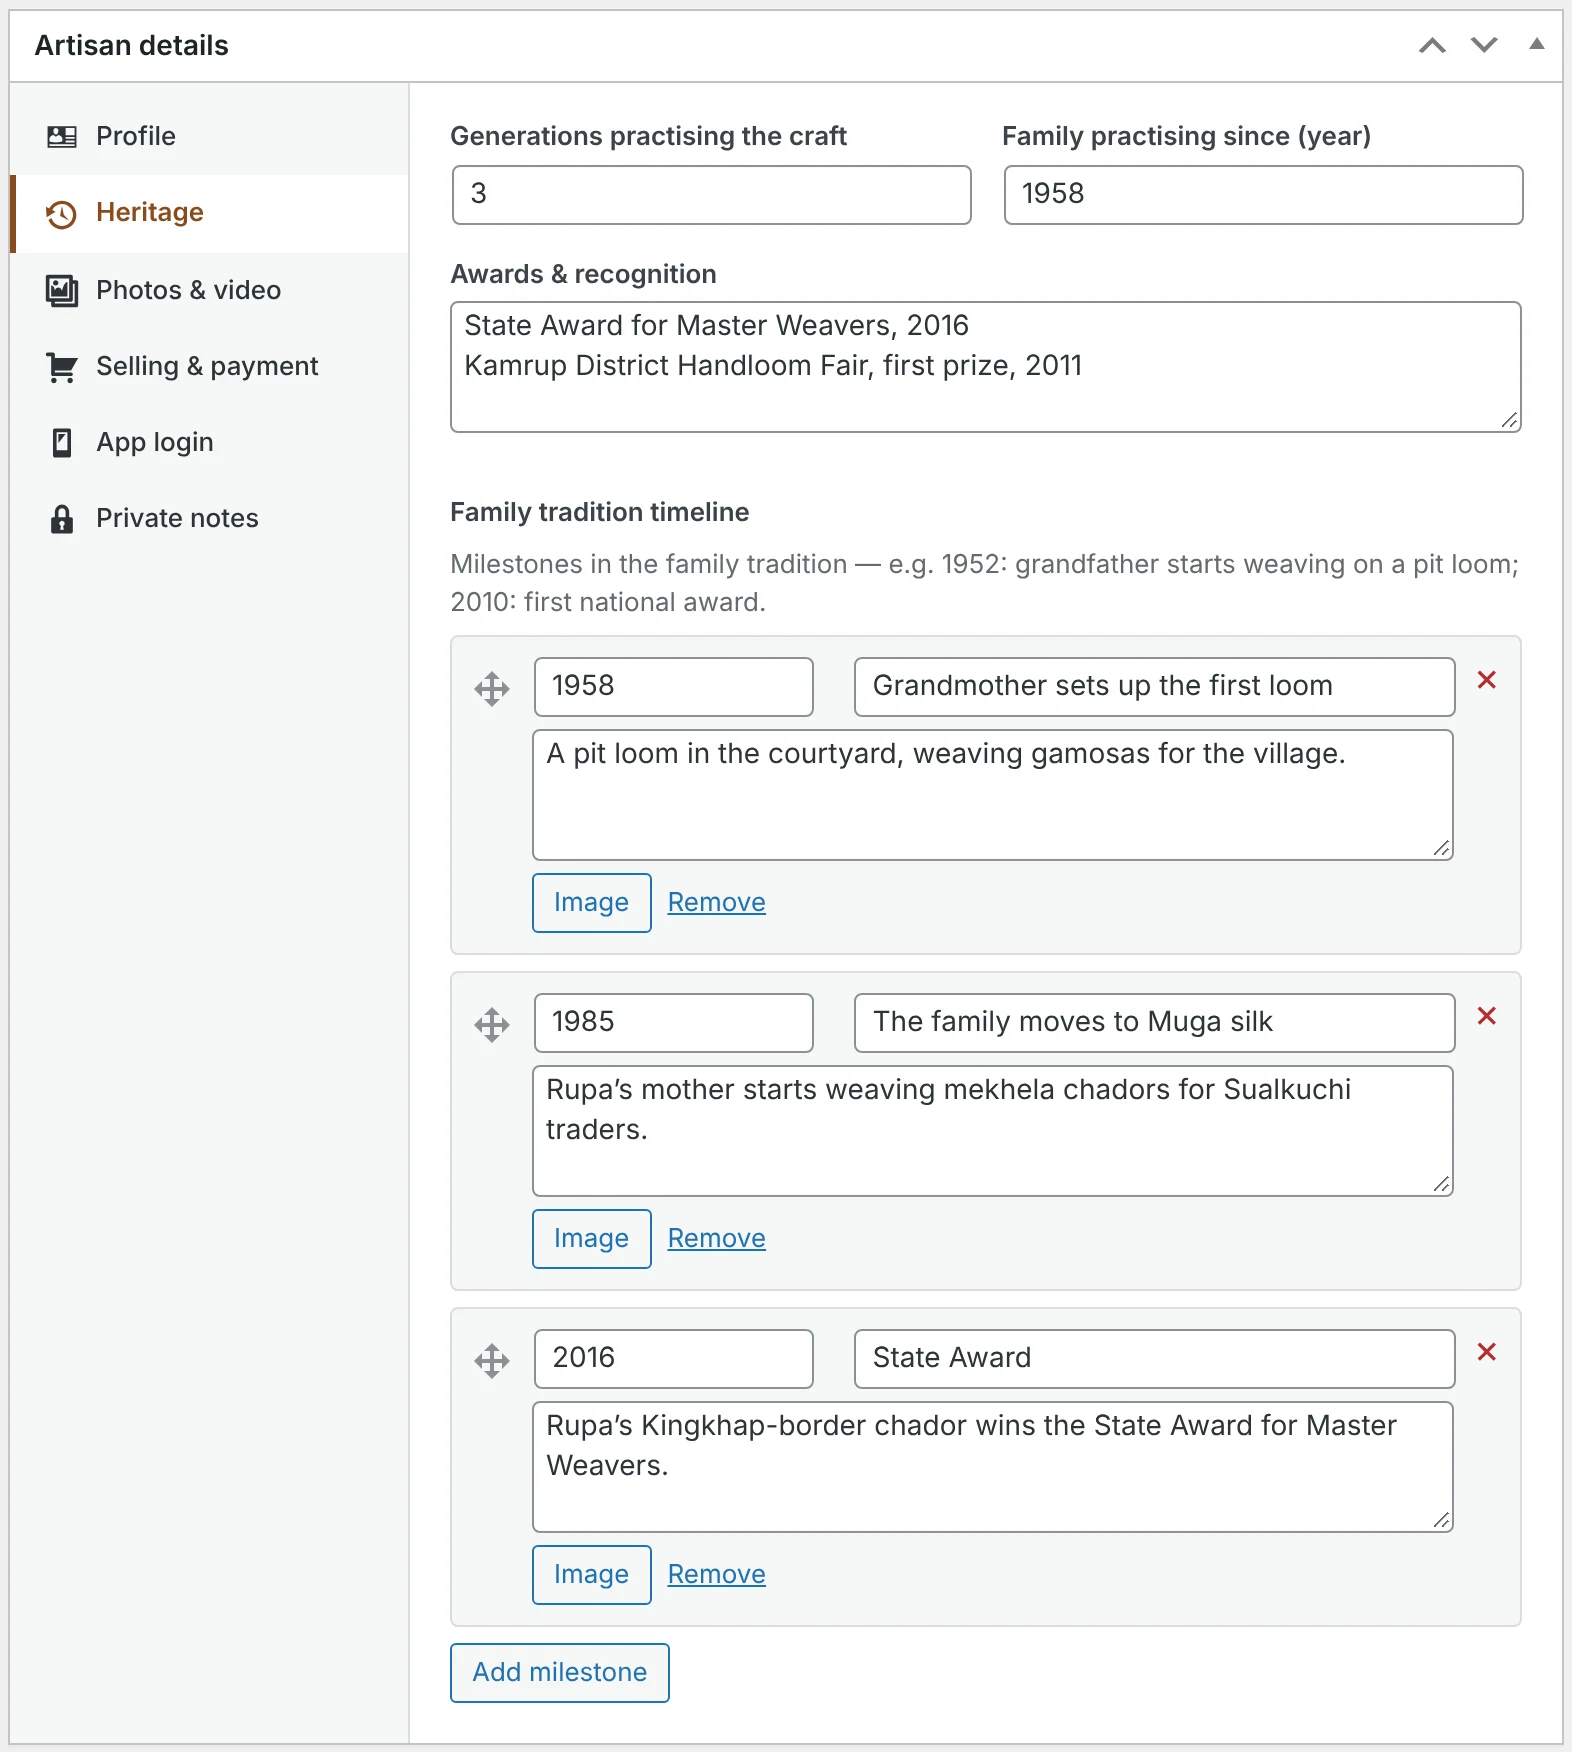 Artisan details
Profile
Heritage
Photos & video
Selling & payment
App login
Private notes
Generations practising the craft
Family practising since (year)
3
1958
Awards & recognition
State Award for Master Weavers, 2016
Kamrup District Handloom Fair, first prize, 2011
Family tradition timeline
Milestones in the family tradition — e.g. 1952: grandfather starts weaving on a pit loom;
2010: first national award.
1958
Grandmother sets up the first loom
A pit loom in the courtyard, weaving gamosas for the village.
Image
Remove
1985
The family moves to Muga silk
Rupa’s mother starts weaving mekhela chadors for Sualkuchi
traders.
Image
Remove
2016
State Award
Rupa’s Kingkhap-border chador wins the State Award for Master
Weavers.
Image
Remove
Add milestone